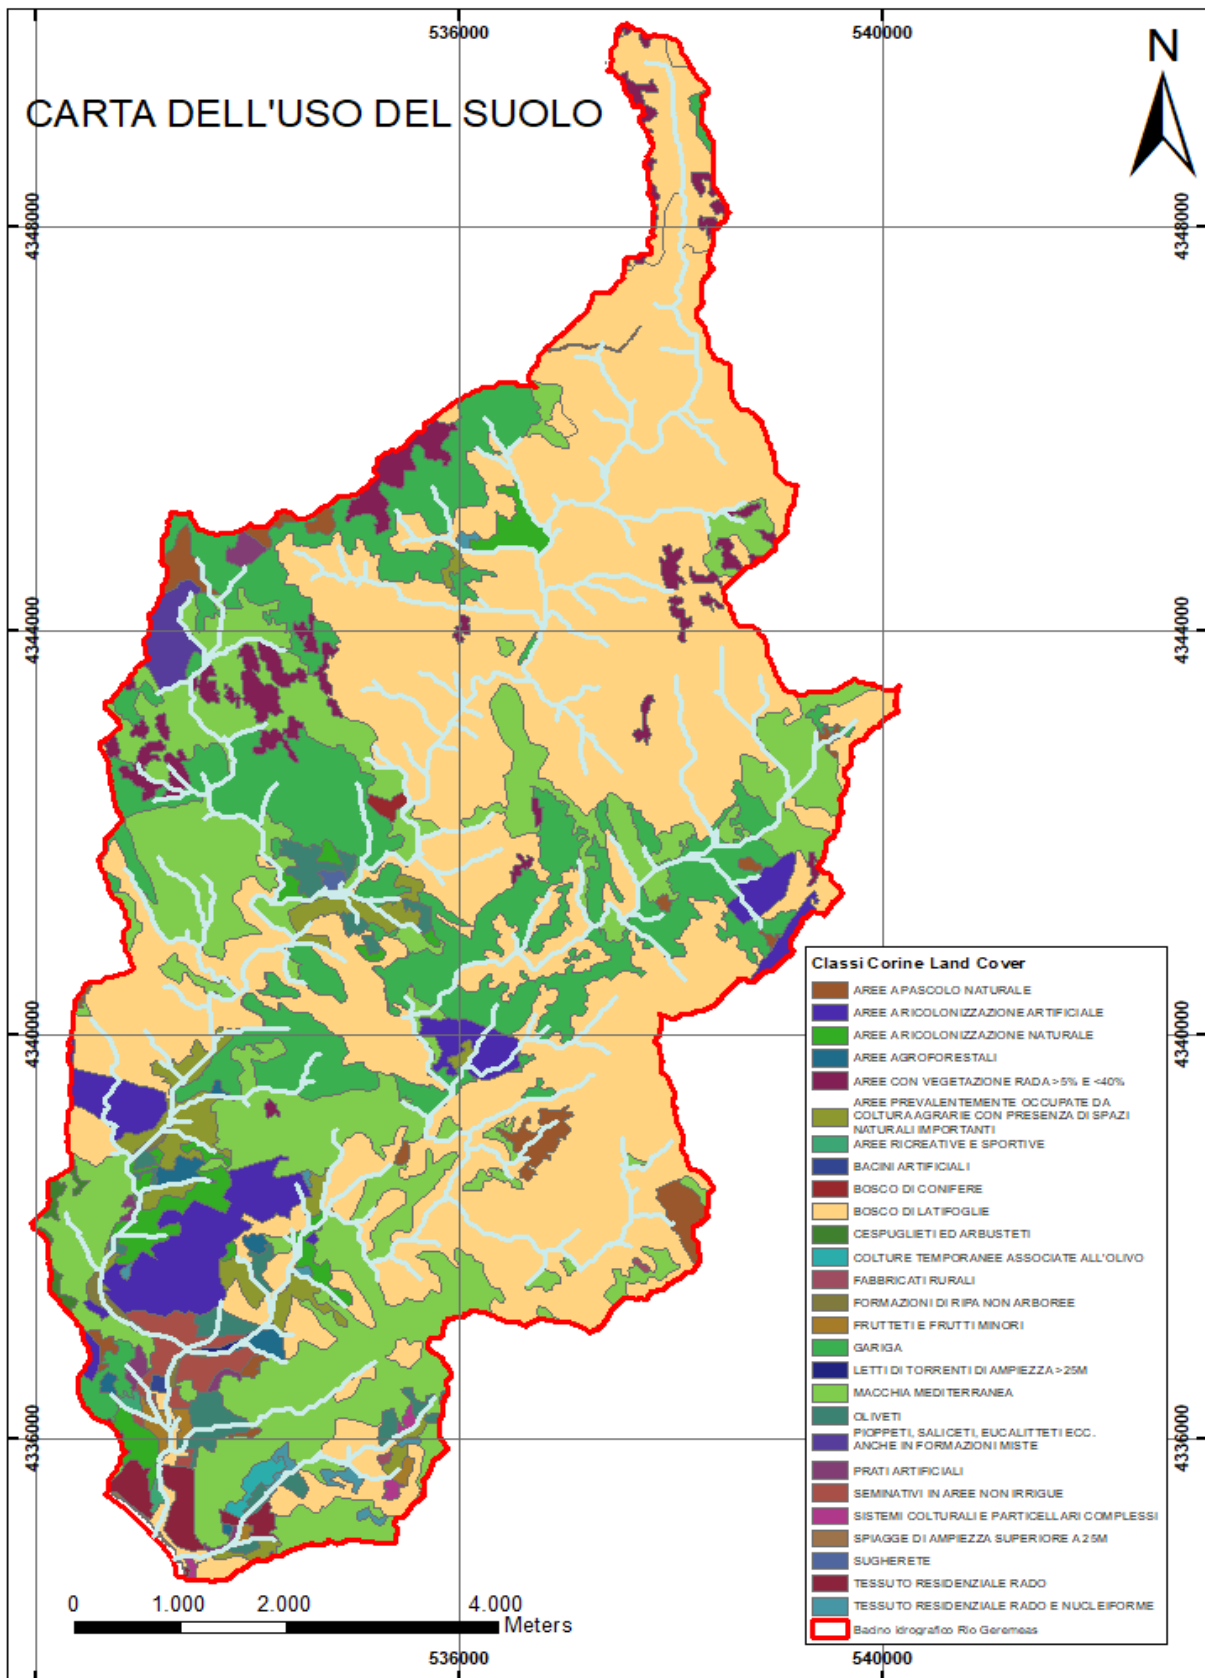 536000
540000
N
CARTA DELL'USO DEL SUOLO
4348000
4348000
4344000
4344000
Classi Corine Land Cover
AREE A PASCOLO NATURALE
AREE A RICOLONIZZAZIONE ARTIFICIALE
AREE A RICOLONIZZAZIONE NATURALE
AREE AGROFORESTALI
AREE CON VEGETAZIONE RADA >5% E <40%
AREE PREVALENTEMENTE OCCUPATE DA
COLTURA AGRARIE CON PRESENZA DI SPAZI
NATURALI IMPORTANTI
AREE RICREATIVE E SPORTIVE
BACINI ARTIFICIALI
BOSCO DI CONIFERE
BOSCO DI LATIFOGLIE
CESPUGLIETI ED ARBUSTETI
COLTURE TEMPORANEE ASSOCIATE ALL'OLIVO
FABBRICATI RURALI
FORMAZIONI DI RIPA NON ARBOREE
FRUTTETI E FRUTTI MINORI
GARIGA
LETTI DI TORRENTI DI AMPIEZZA >25M
MACCHIA MEDITERRANEA
OLIVETI
PIOPPETI, SALICETI, EUCALITTETI ECC.
ANCHE IN FORMAZIONI MISTE
PRATI ARTIFICIALI
SEMINATIVI IN AREE NON IRRIGUE
SISTEMI COLTURALI E PARTICELLARI COMPLESSI
SPIAGGE DI AMPIEZZA SUPERIORE A 25M
SUGHERETE
TESSUTO RESIDENZIALE RADO
TESSUTO RESIDENZIALE RADO E NUCLEIFORME
Bacino Idrografico Rio Geremeas
4340000
4340000
4336000
4336000
0 1.000 2.000 4.000
Meters
536000
540000